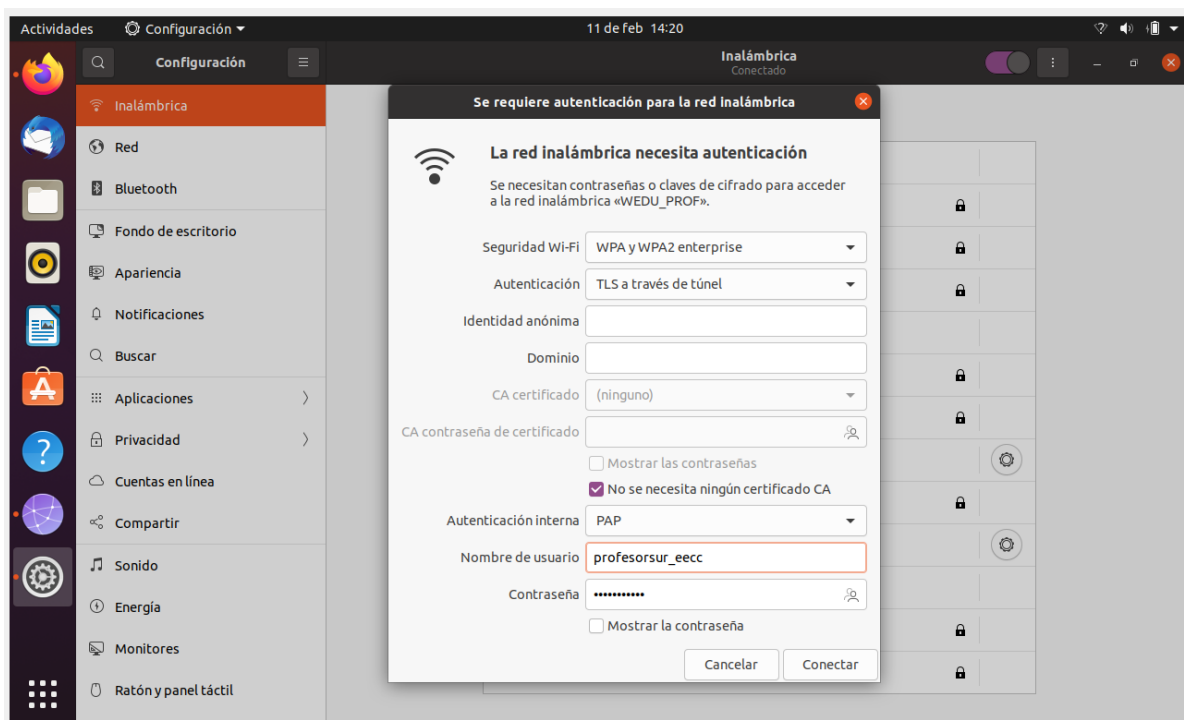 Actividades
Configuración
11 de feb 14:20
Configuración
Inalámbrica
Conectado
Inalámbrica
Red
Bluetooth
Fondo de escritorio
Apariencia
Notificaciones
Buscar
Aplicaciones
Privacidad
Cuentas en línea
Compartir
Sonido
Energía
Monitores
Ratón y panel táctil
Se requiere autenticación para la red inalámbrica
La red inalámbrica necesita autenticación
Se necesitan contraseñas o claves de cifrado para acceder
a la red inalámbrica «WEDU_PROF».
Seguridad Wi-Fi WPA y WPA2 enterprise
Autenticación TLS a través de túnel
Identidad anónima
Dominio
CA certificado (ninguno)
CA contraseña de certificado
Mostrar las contraseñas
No se necesita ningún certificado CA
Autenticación interna PAP
Nombre de usuario profesorsur_eecc
Contraseña •••••••••••
Mostrar la contraseña
Cancelar Conectar